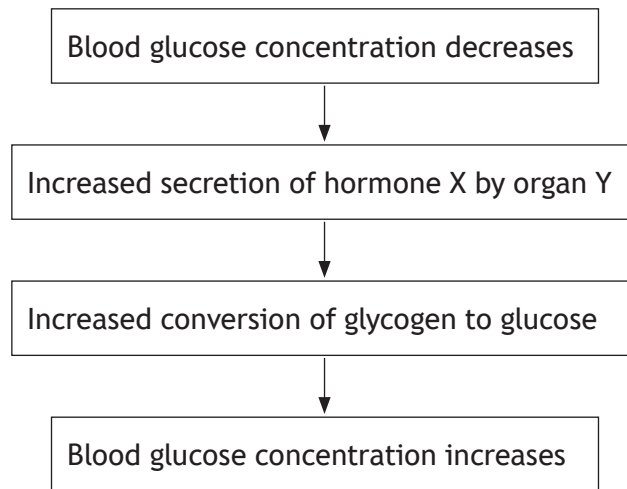 Blood glucose concentration decreases
Increased secretion of hormone X by organ Y
Increased conversion of glycogen to glucose
Blood glucose concentration increases